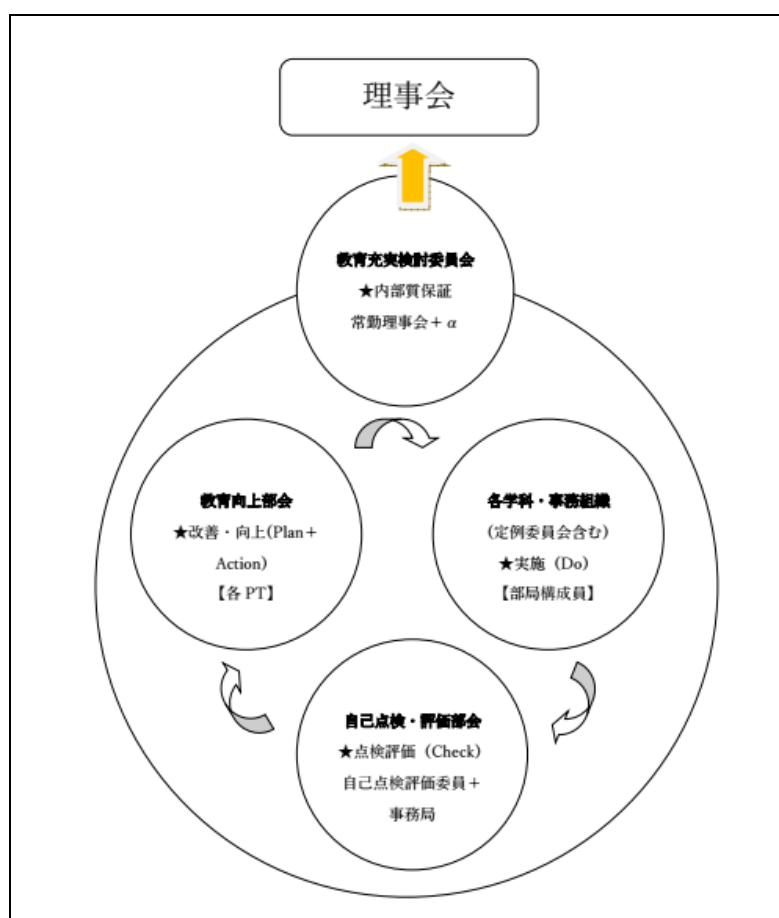 理事会
教育充実検討委員会
★内部質保証
常勤理事会+α
教育向上部会
★改善・向上(Plan+
Action)
【各 PT】
各学科・事務組織
(定例委員会含む)
★実施（Do）
【部局構成員】
自己点検・評価部会
★点検評価（Check）
自己点検評価委員+
事務局